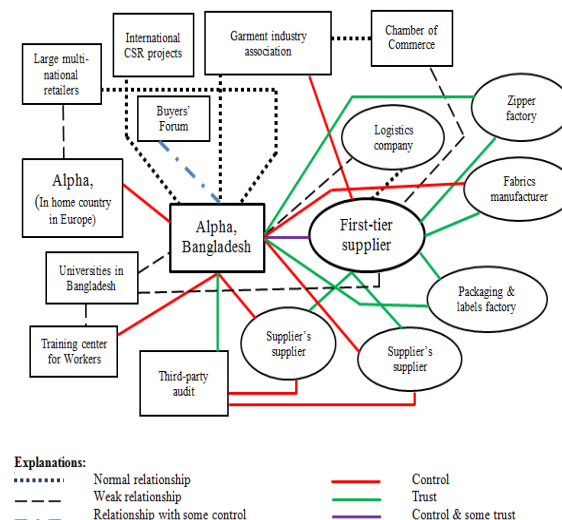 International
CSR projects
Garment industry
association
Chamber of
Commerce
Large multi-
national
retailers
Buyers'
Forum
Logistics
company
Zipper
factory
Alpha,
(In home country
in Europe)
Fabrics
manufacturer
Alpha,
Bangladesh
First-tier
supplier
Universities in
Bangladesh
Packaging &
labels factory
Training center
for Workers
Supplier's
supplier
Supplier's
supplier
Third-party
audit
Explanations:
Normal relationship
Control
Weak relationship
Trust
Relationship with some control
Control & some trust